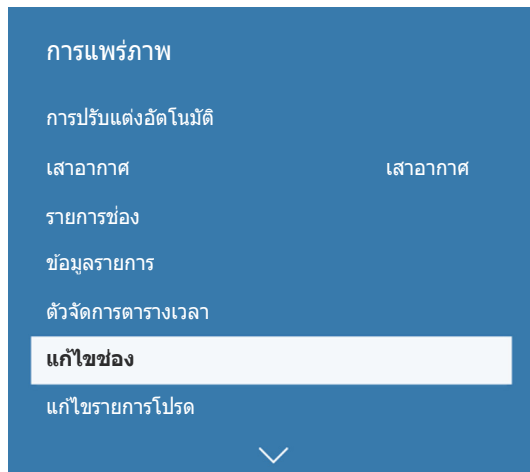 การแพร่ภาพ
การปรับแต่งอัตโนมัติ
เสาอากาศ เสาอากาศ
รายการช่อง
ข้อมูลรายการ
ตัวจัดการตารางเวลา
แก้ไขช่อง
แก้ไขรายการโปรด